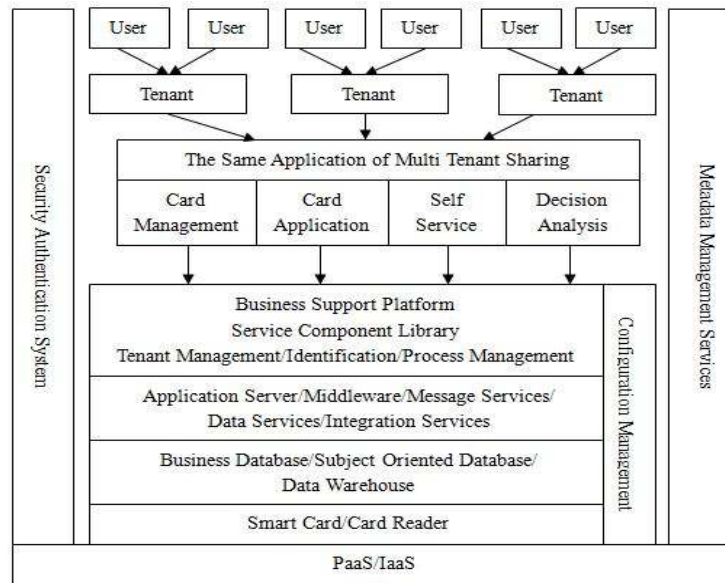 User
User
User
User
User
User
Tenant
Tenant
Tenant
The Same Application of Multi Tenant Sharing
Card
Management
Card
Application
Self
Service
Decision
Analysis
Business Support Platform
Service Component Library
Tenant Management/Identification/Process Management
Application Server/Middleware/Message Services/
Data Services/Integration Services
Business Database/Subject Oriented Database/
Data Warehouse
Smart Card/Card Reader
Configuration Management
Security Authentication System
Metadata Management Services
PaaS/IaaS